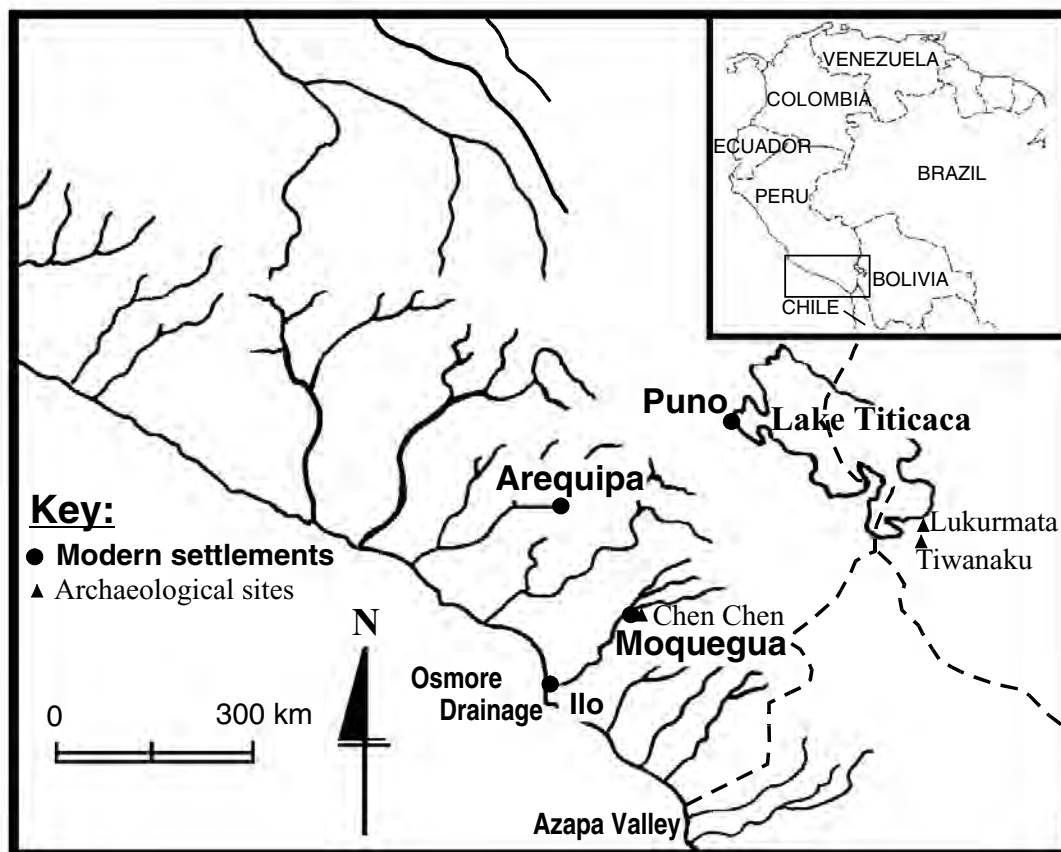 VENEZUELA
COLOMBIA
ECUADOR
BRAZIL
PERU
BOLIVIA
CHILE
Puno
Lake Titicaca
Arequipa
Lukurmata
Tiwanaku
Key:
Modern settlements
Archaeological sites
Chen Chen
Moquegua
N
Osmore
Drainage
Ilo
0 300 km
Azapa Valley